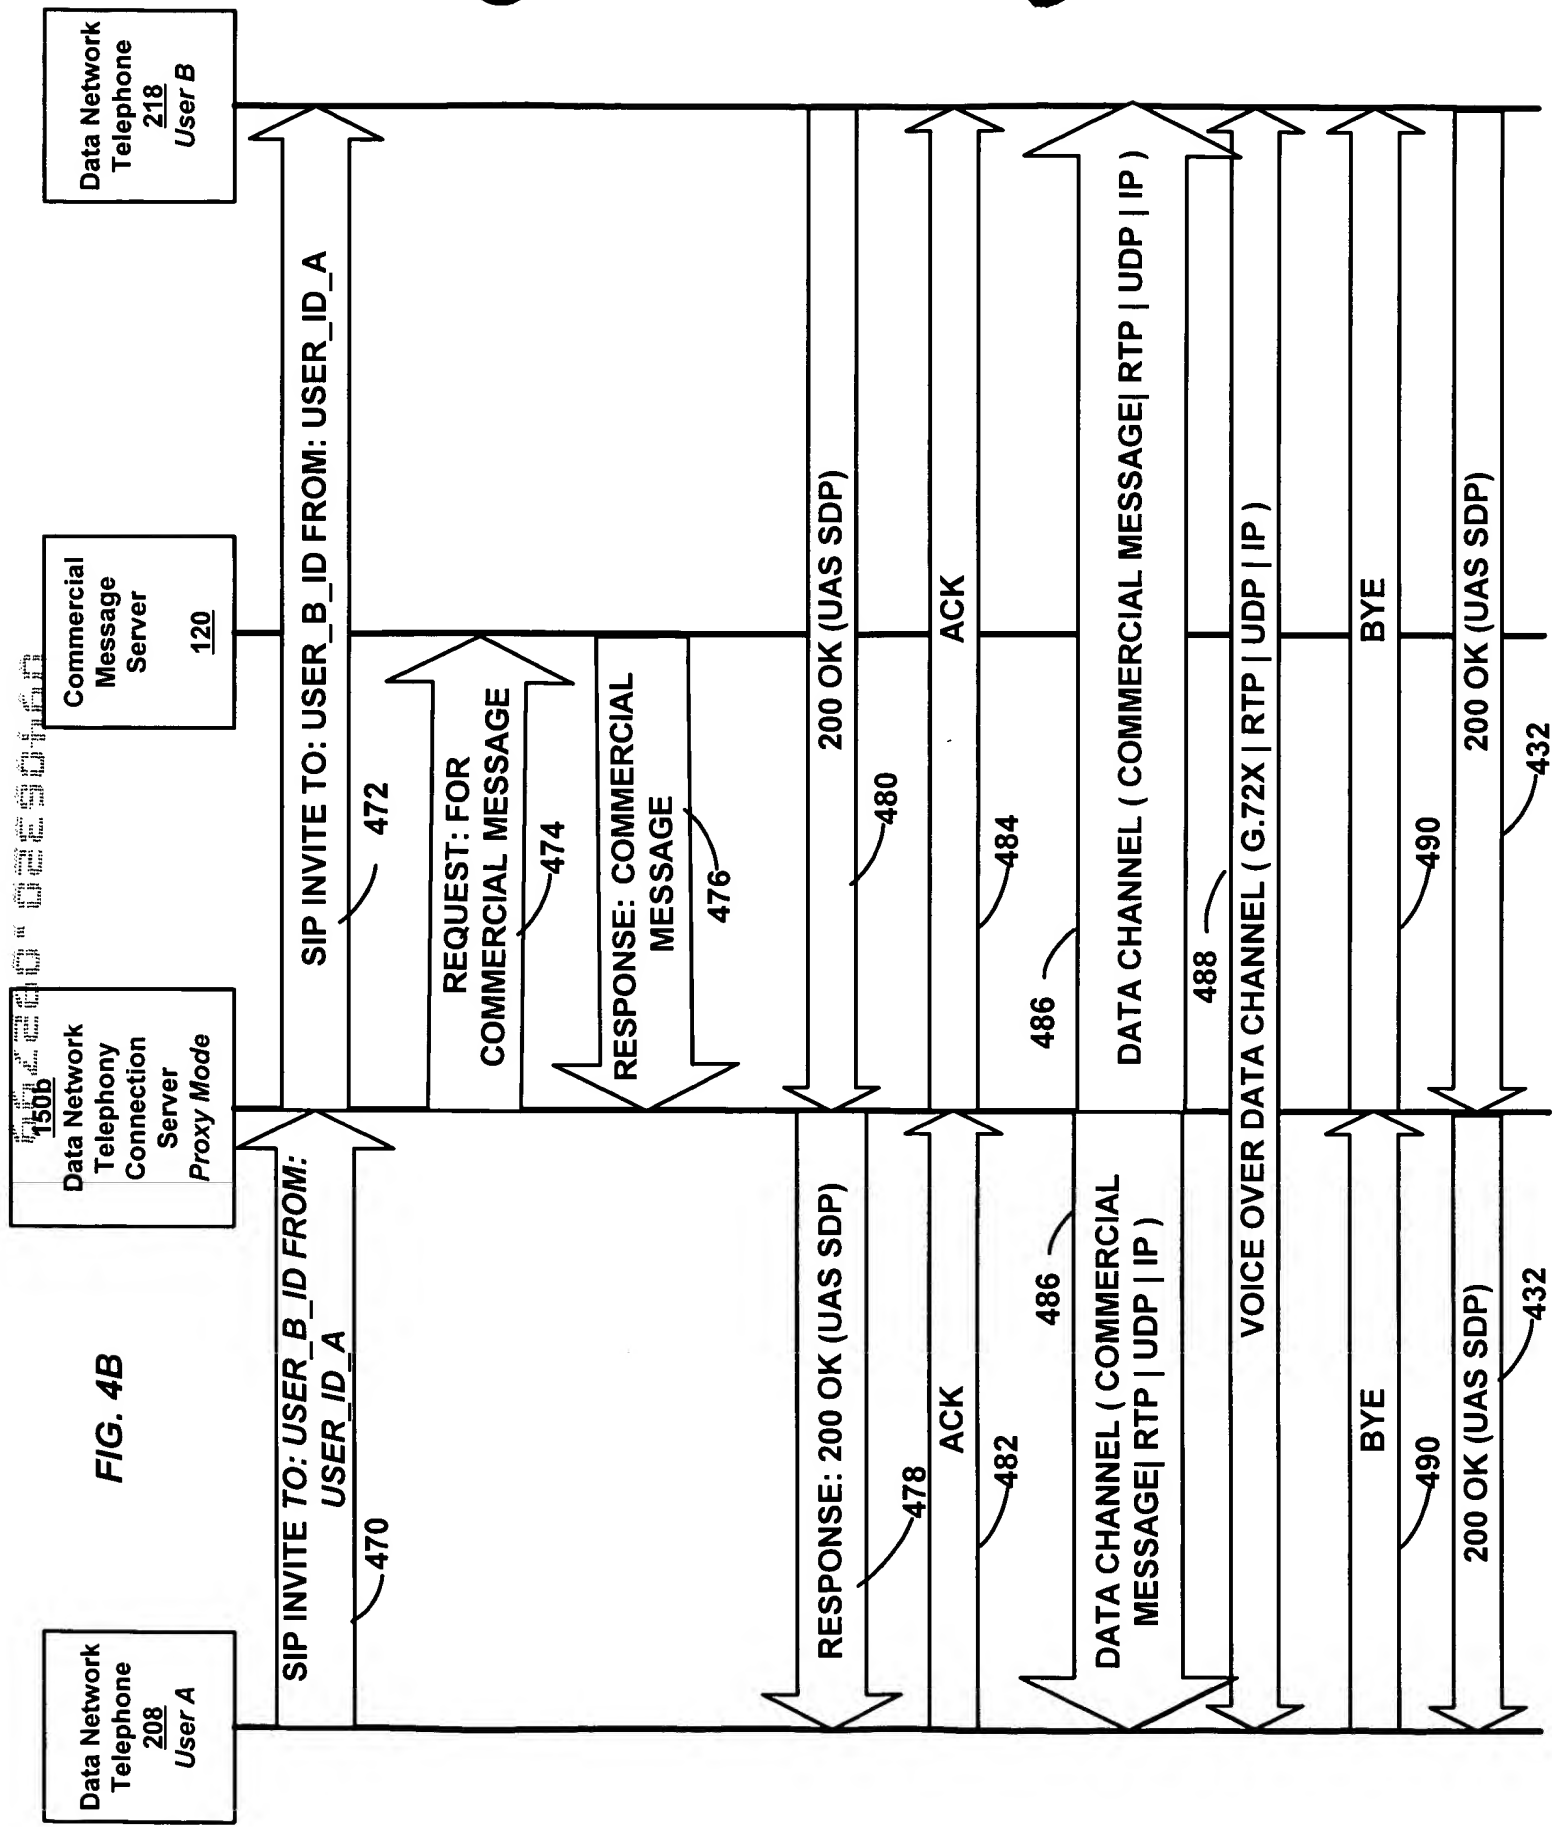 FIG. 4B
Data Network
Telephone
208
User A
150b
Data Network
Telephony
Connection
Server
Proxy Mode
Commercial
Message
Server
120
Data Network
Telephone
218
User B
SIP INVITE TO: USER_B_ID FROM:
USER_ID_A
470
SIP INVITE TO: USER_B_ID FROM: USER_ID_A
472
REQUEST: FOR
COMMERCIAL MESSAGE
474
RESPONSE: COMMERCIAL
MESSAGE
476
RESPONSE: 200 OK (UAS SDP)
478
200 OK (UAS SDP)
480
ACK
482
ACK
484
DATA CHANNEL ( COMMERCIAL
MESSAGE| RTP | UDP | IP )
486
DATA CHANNEL ( COMMERCIAL MESSAGE| RTP | UDP | IP )
486
488
VOICE OVER DATA CHANNEL ( G.72X | RTP | UDP | IP )
BYE
490
BYE
490
200 OK (UAS SDP)
432
200 OK (UAS SDP)
432